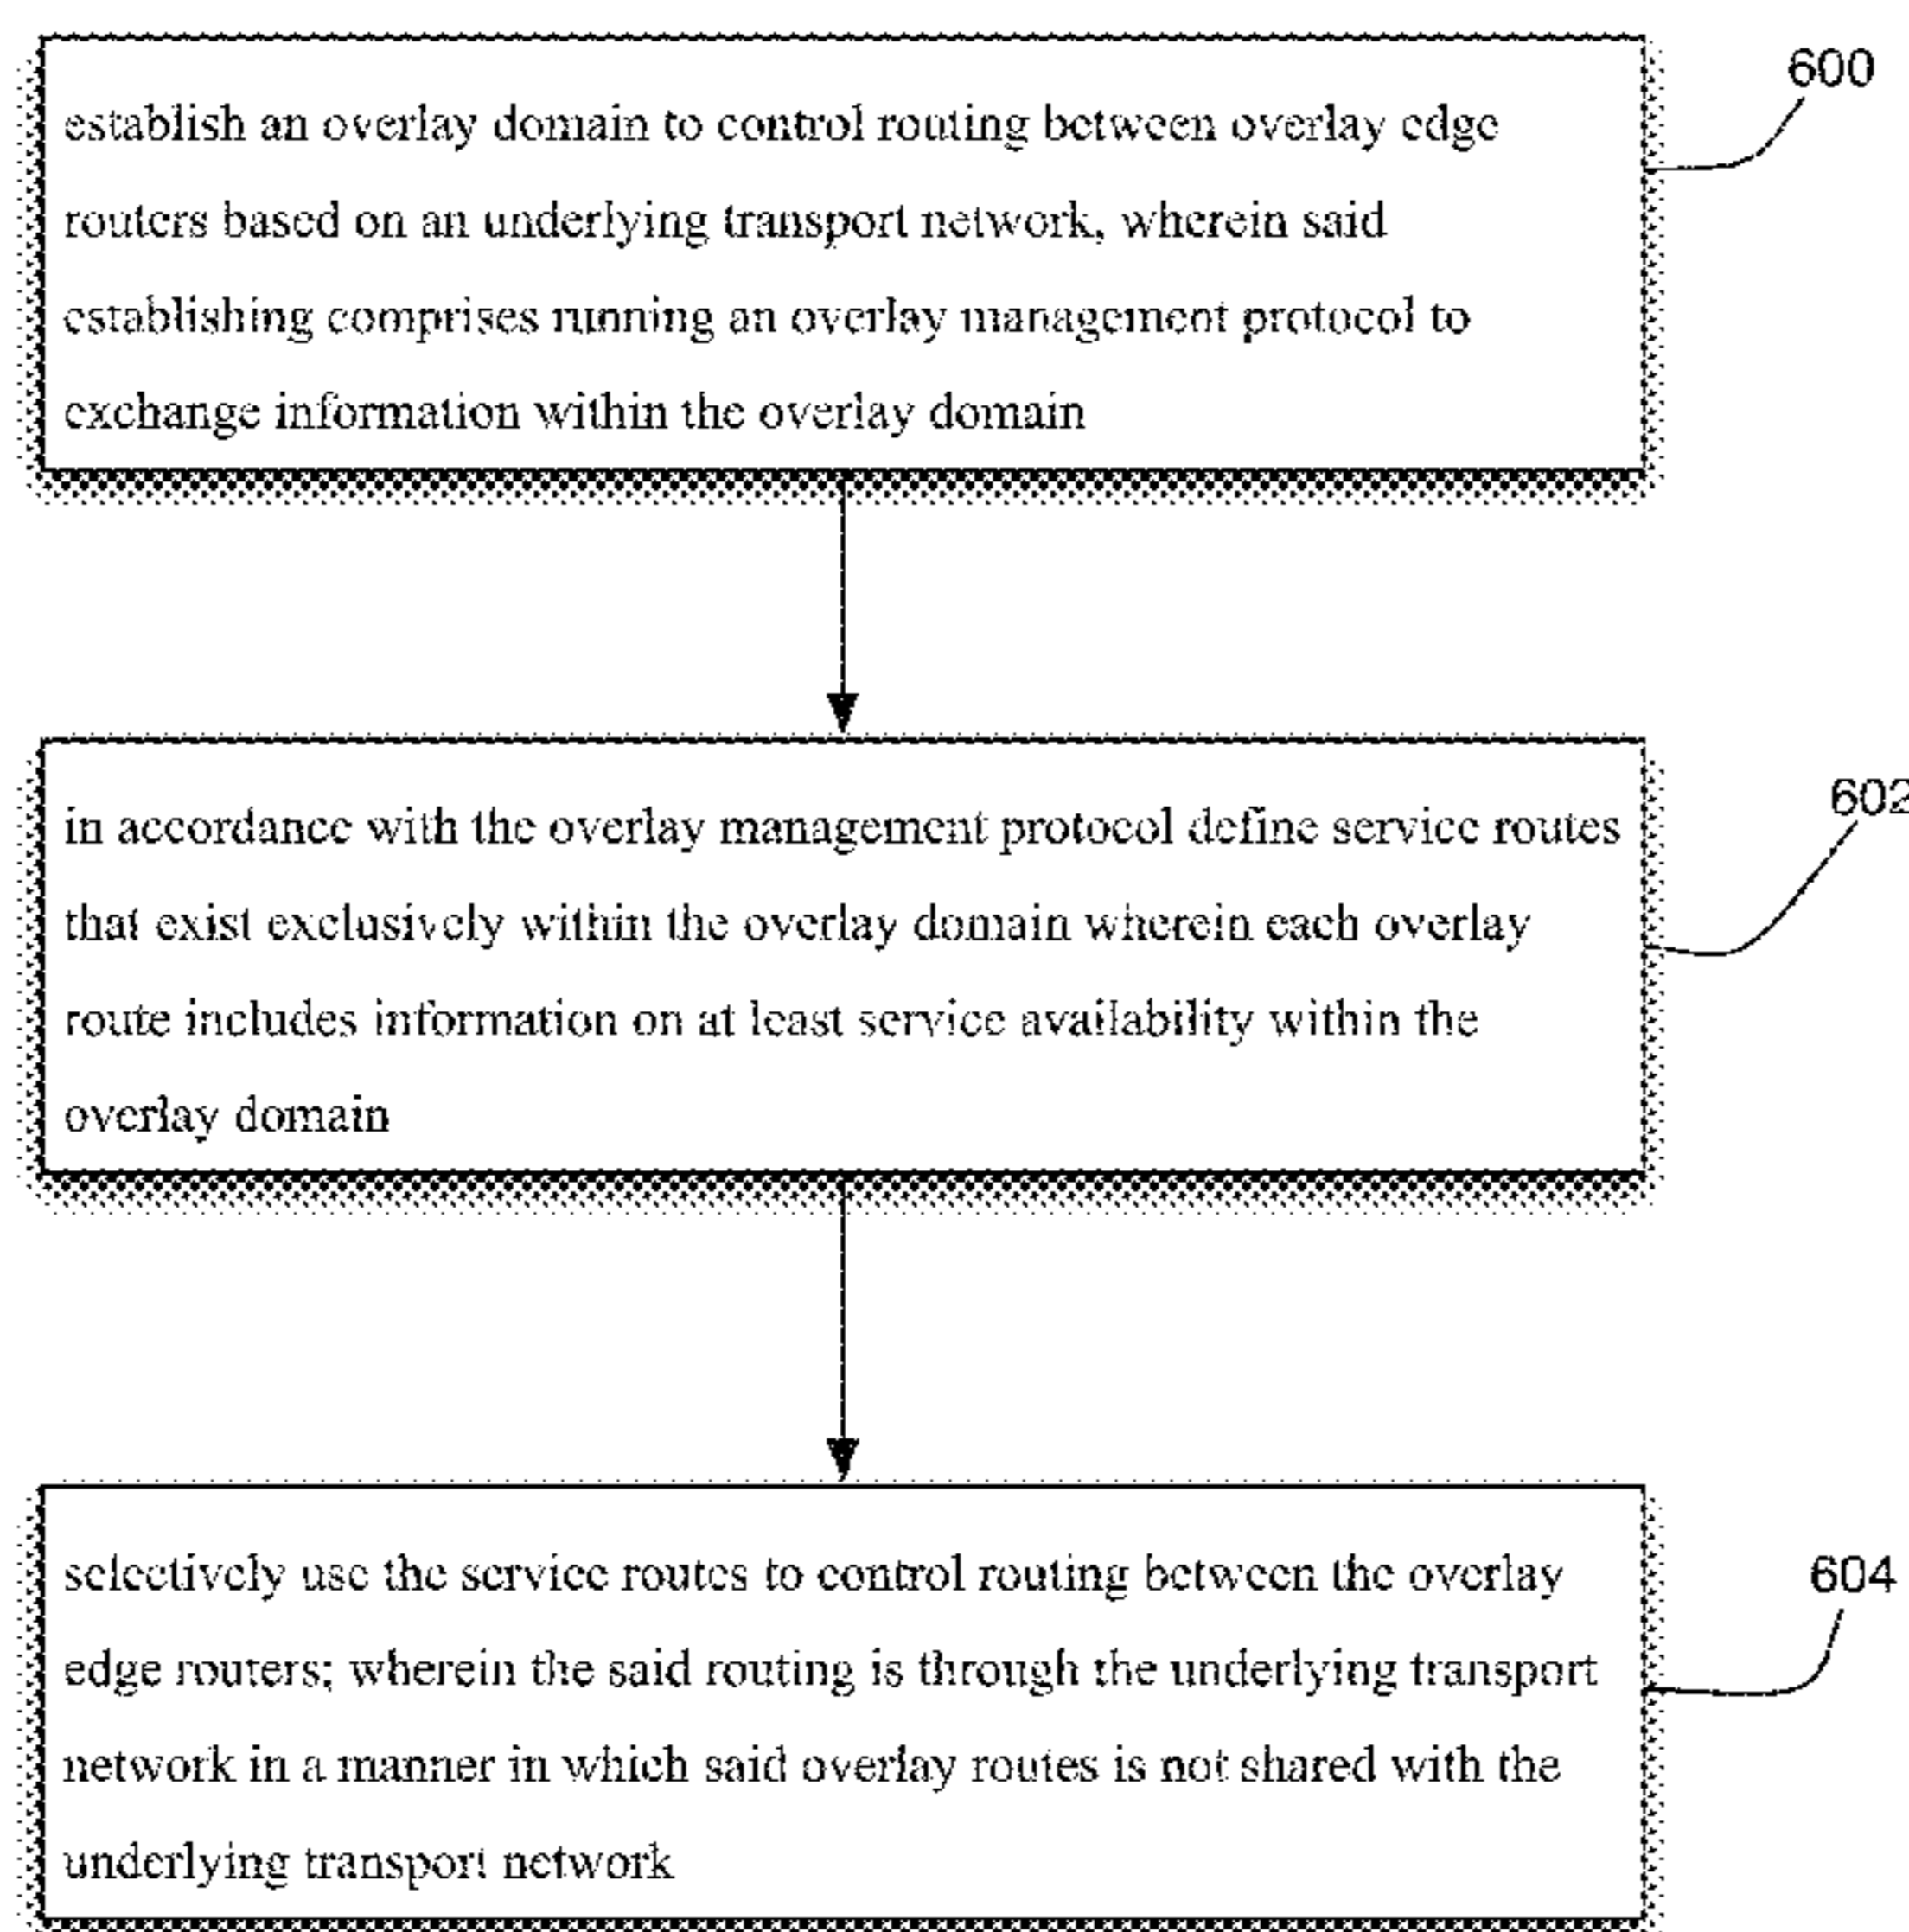 600
establish an overlay domain to control routing between overlay edge
routers based on an underlying transport network, wherein said
establishing comprises running an overlay management protocol to
exchange information within the overlay domain
602
in accordance with the overlay management protocol define service routes
that exist exclusively within the overlay domain wherein each overlay
route includes information on at least service availability within the
overlay domain
604
selectively use the service routes to control routing between the overlay
edge routers; wherein the said routing is through the underlying transport
network in a manner in which said overlay routes is not shared with the
underlying transport network